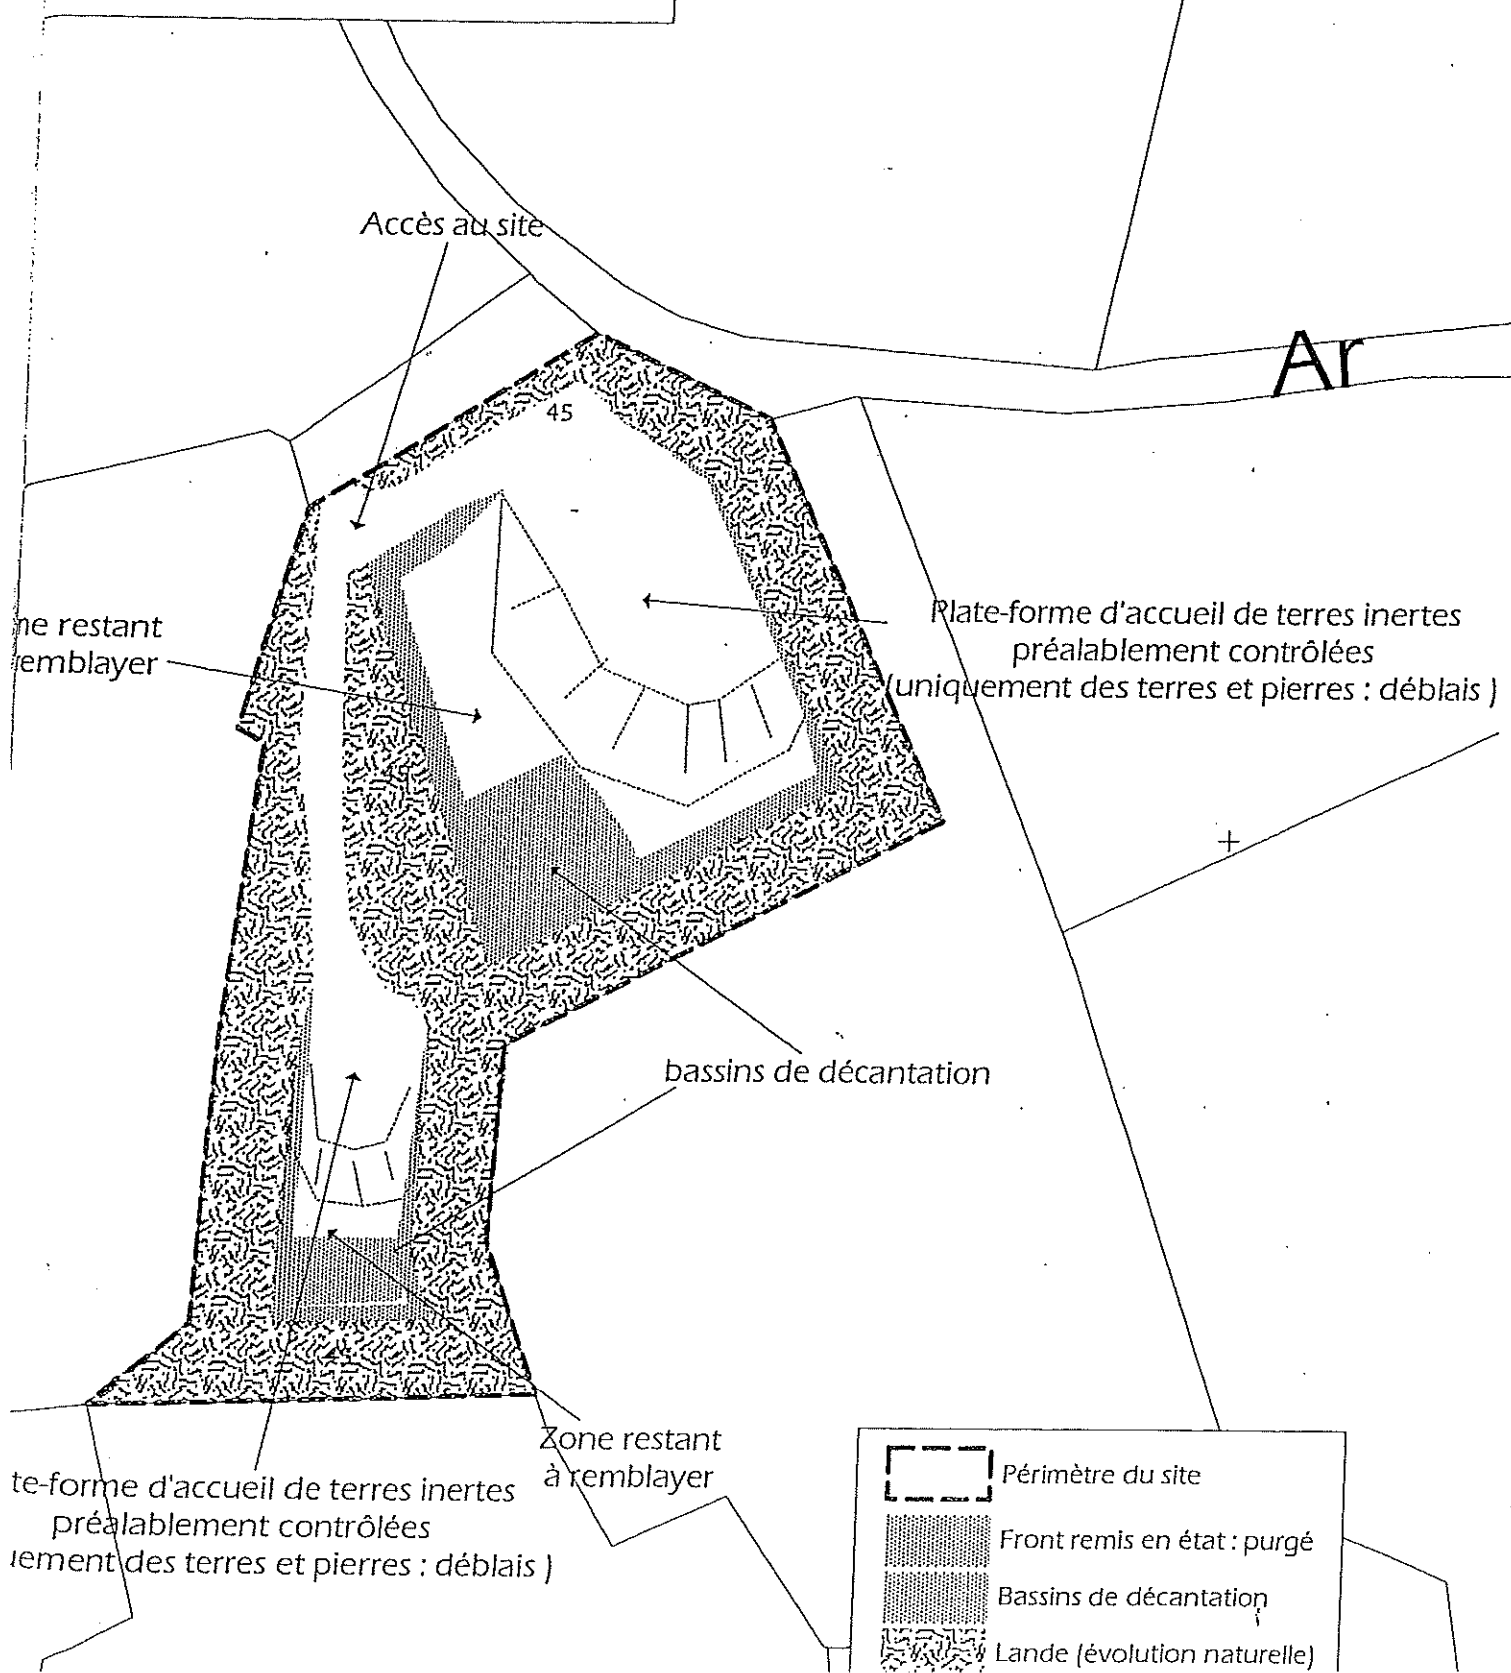 Accès au site
Ar
45
ne restant
emblayer
Plate-forme d'accueil de terres inertes
préalablement contrôlées
(uniquement des terres et pierres : déblais )
bassins de décantation
Zone restant
à remblayer
te-forme d'accueil de terres inertes
préalablement contrôlées
uement des terres et pierres : déblais )
Périmètre du site
Front remis en état : purgé
Bassins de décantation
Lande (évolution naturelle)